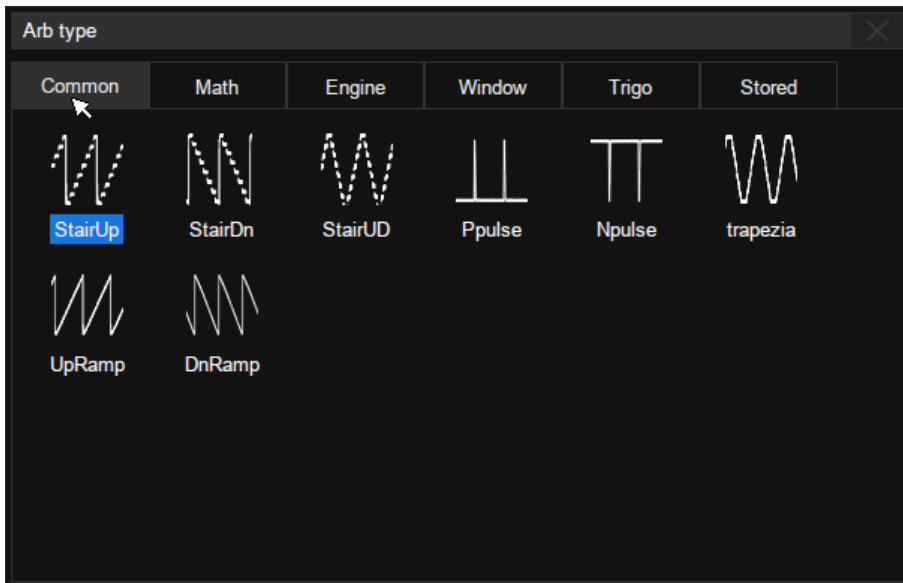 Arb type
Common Math Engine Window Trigo Stored
StairUp StairDn StairUD Ppulse Npulse trapezia
UpRamp DnRamp